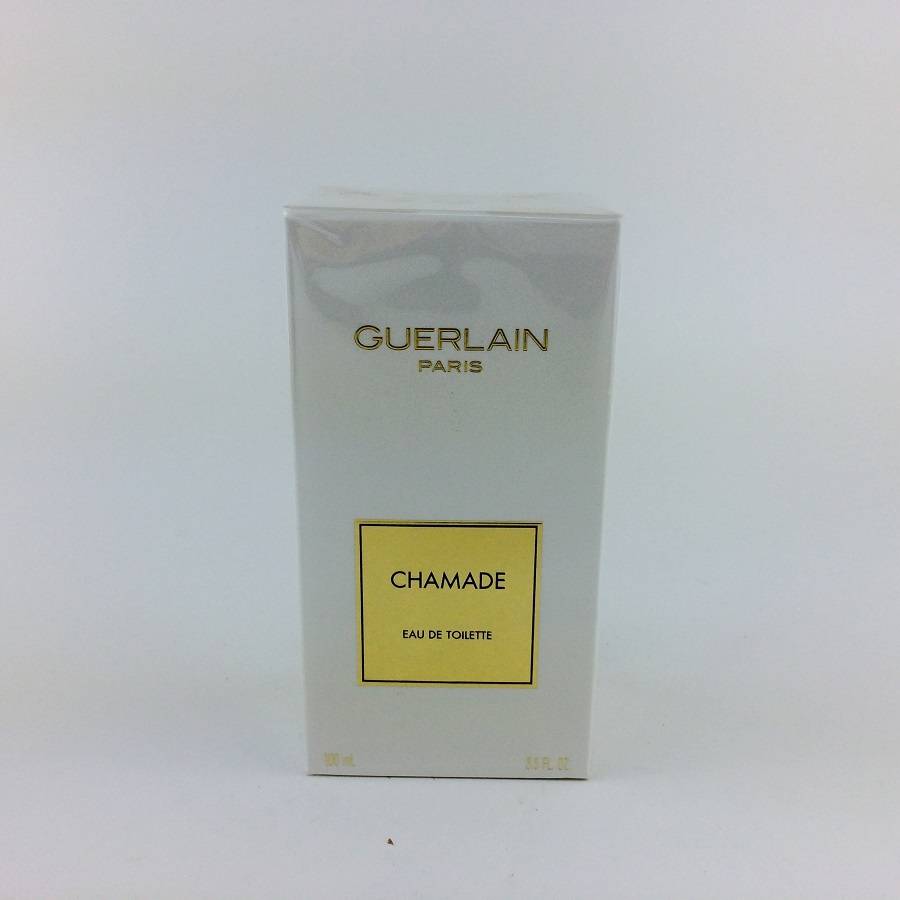 GUERLAIN
PARIS
CHAMADE
EAU DE TOILETTE
100 mL 3.3 FL. OZ